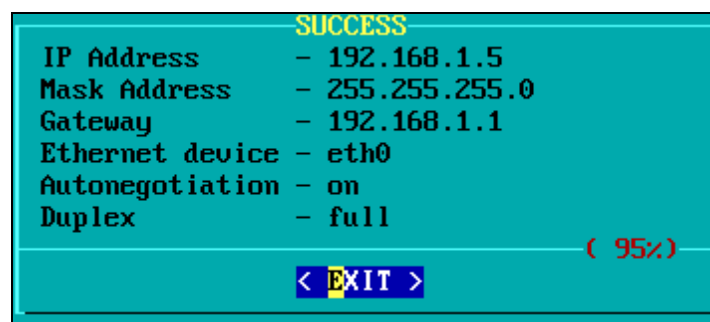 SUCCESS
IP Address - 192.168.1.5
Mask Address - 255.255.255.0
Gateway - 192.168.1.1
Ethernet device - eth0
Autonegotiation - on
Duplex - full
( 95%)
< EXIT >